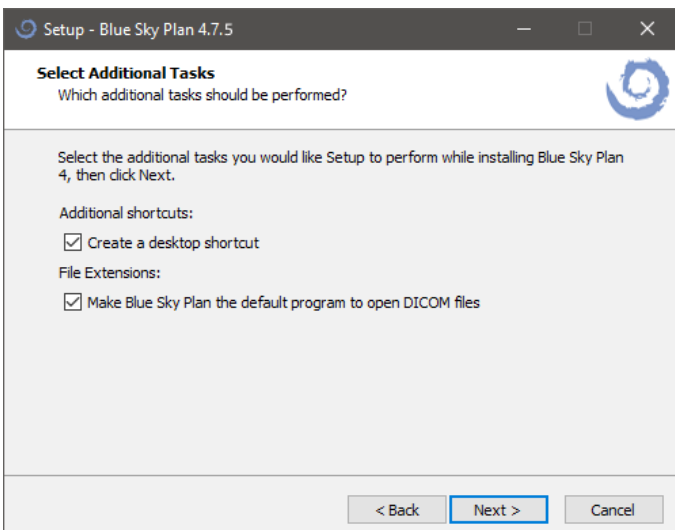 Setup - Blue Sky Plan 4.7.5
Select Additional Tasks
Which additional tasks should be performed?
Select the additional tasks you would like Setup to perform while installing Blue Sky Plan
4, then click Next.
Additional shortcuts:
Create a desktop shortcut
File Extensions:
Make Blue Sky Plan the default program to open DICOM files
< Back
Next >
Cancel